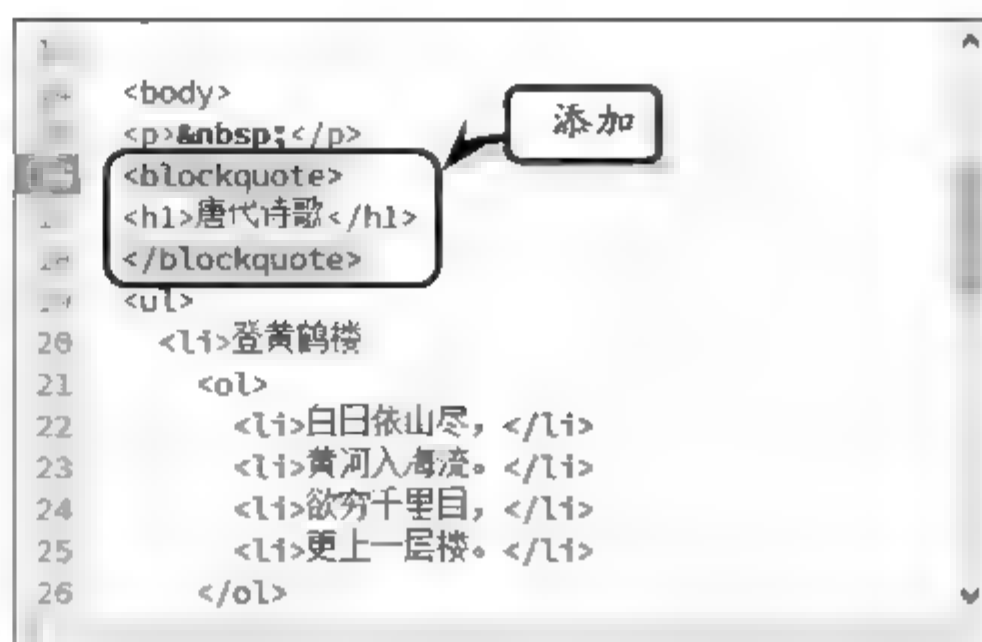 <body>
<p>&nbsp;</p>
添加
<blockquote>
<h1>唐代诗歌</h1>
</blockquote>
<ul>
20 <li>登黄鹤楼
21 <ol>
22 <li>白日依山尽，</li>
23 <li>黄河入海流。</li>
24 <li>欲穷千里目，</li>
25 <li>更上一层楼。</li>
26 </ol>